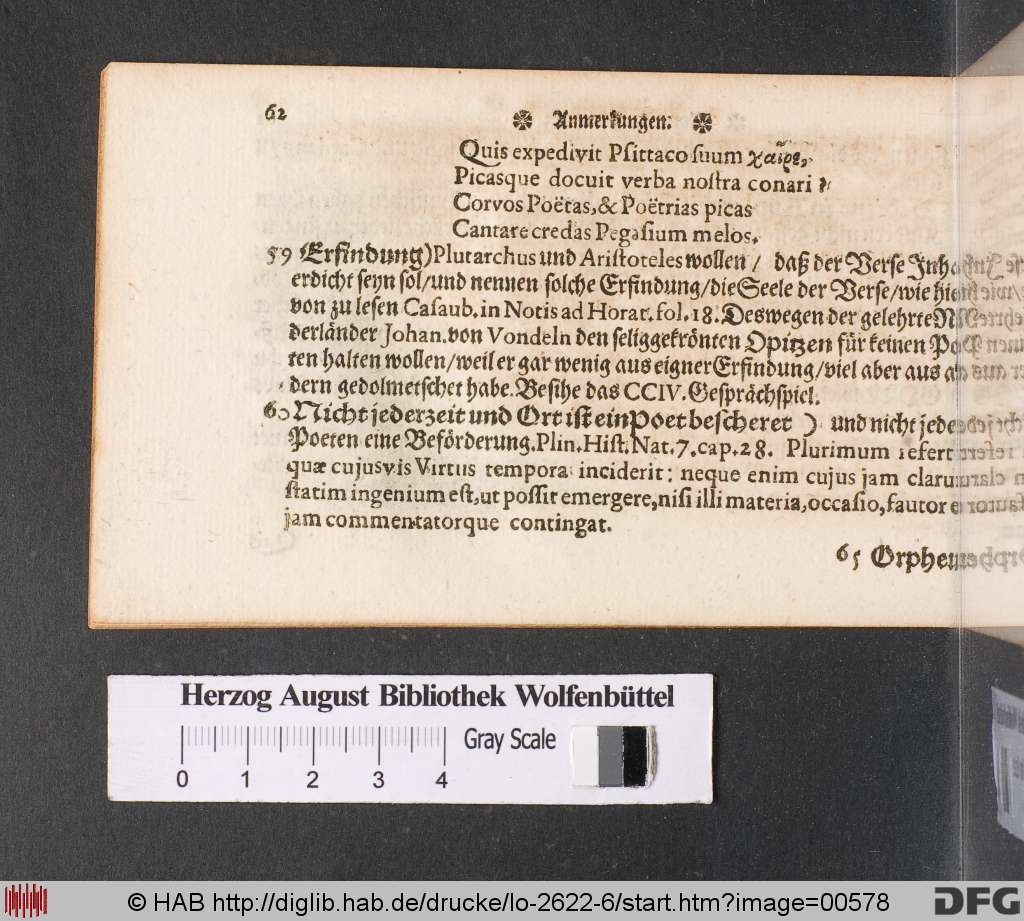 62
❊ Anmerkungen. ❊
Quis expedivit Psittaco suum χαῖρε,
Picasque docuit verba nostra conari?
Corvos Poëtas, & Poëtrias picas
Cantare credas Pegasium melos.
59 Erfindung) Plutarchus und Aristoteles wollen / daß der Verse
erdicht seyn sol / und nennen solche Erfindung / die Seele der Verse / wie
von zu lesen Casaub. in Notis ad Horat. fol. 18. Deswegen der gelehrte
derländer Johan. von Vondeln den seliggekrönten Opitzen für keinen
ten halten wollen / weil er gar wenig aus eigner Erfindung / viel aber aus
dern gedolmetschet habe. Besihe das CCIV. Gesprächspiel.
60 Nicht jederzeit und Ort ist ein Poet bescheret) und nicht
Poeten eine Beförderung. Plin. Hist. Nat. 7. cap. 28. Plurimum refert
quæ cujusvis Virtus tempora inciderit: neque enim cujus jam
statim ingenium est, ut possit emergere, nisi illi materia, occasio, fautor
jam commentatorque contingat.
65 Orpheus
Herzog August Bibliothek Wolfenbüttel
Gray Scale
0 1 2 3 4
© HAB http://diglib.hab.de/drucke/lo-2622-6/start.htm?image=00578
DFG